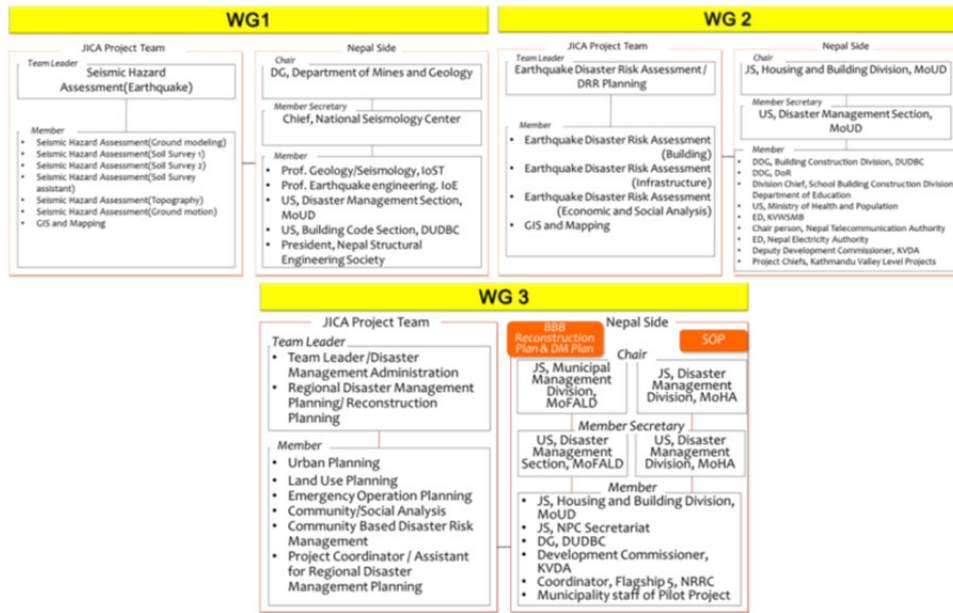 WG1
JICA Project Team
Team Leader
Seismic Hazard
Assessment(Earthquake)
Member
• Seismic Hazard Assessment(Ground modeling)
• Seismic Hazard Assessment(Soil Survey 1)
• Seismic Hazard Assessment(Soil Survey 2)
• Seismic Hazard Assessment(Soil Survey
assistant)
• Seismic Hazard Assessment(Topography)
• Seismic Hazard Assessment(Ground motion)
• GIS and Mapping
Nepal Side
Chair
DG, Department of Mines and Geology
Member Secretary
Chief, National Seismology Center
Member
• Prof. Geology/Seismology, IoST
• Prof. Earthquake engineering. IoE
• US, Disaster Management Section,
MoUD
• US, Building Code Section, DUDBC
• President, Nepal Structural
Engineering Society
WG 2
JICA Project Team
Team Leader
Earthquake Disaster Risk Assessment/
DRR Planning
Member
• Earthquake Disaster Risk Assessment
(Building)
• Earthquake Disaster Risk Assessment
(Infrastructure)
• Earthquake Disaster Risk Assessment
(Economic and Social Analysis)
• GIS and Mapping
Nepal Side
Chair
JS, Housing and Building Division, MoUD
Member Secretary
US, Disaster Management Section,
MoUD
Member
• DDG, Building Construction Division, DUDBC
• DDG, DoR
• Division Chief, School Building Construction Division
Department of Education
• US, Ministry of Health and Population
• ED, KVWSMB
• Chair person, Nepal Telecommunication Authority
• ED, Nepal Electricity Authority
• Deputy Development Commissioner, KVDA
• Project Chiefs, Kathmandu Valley Level Projects
WG 3
JICA Project Team
Team Leader
• Team Leader/Disaster
Management Administration
• Regional Disaster Management
Planning/ Reconstruction
Planning
Member
• Urban Planning
• Land Use Planning
• Emergency Operation Planning
• Community/Social Analysis
• Community Based Disaster Risk
Management
• Project Coordinator / Assistant
for Regional Disaster
Management Planning
Nepal Side
BBB
Reconstruction
Plan & DM Plan
SOP
Chair
JS, Municipal
Management
Division,
MoFALD
JS, Disaster
Management
Division, MoHA
Member Secretary
US, Disaster
Management
Section, MoFALD
US, Disaster
Management
Division, MoHA
Member
• JS, Housing and Building Division,
MoUD
• JS, NPC Secretariat
• DG, DUDBC
• Development Commissioner,
KVDA
• Coordinator, Flagship 5, NRRC
• Municipality staff of Pilot Project